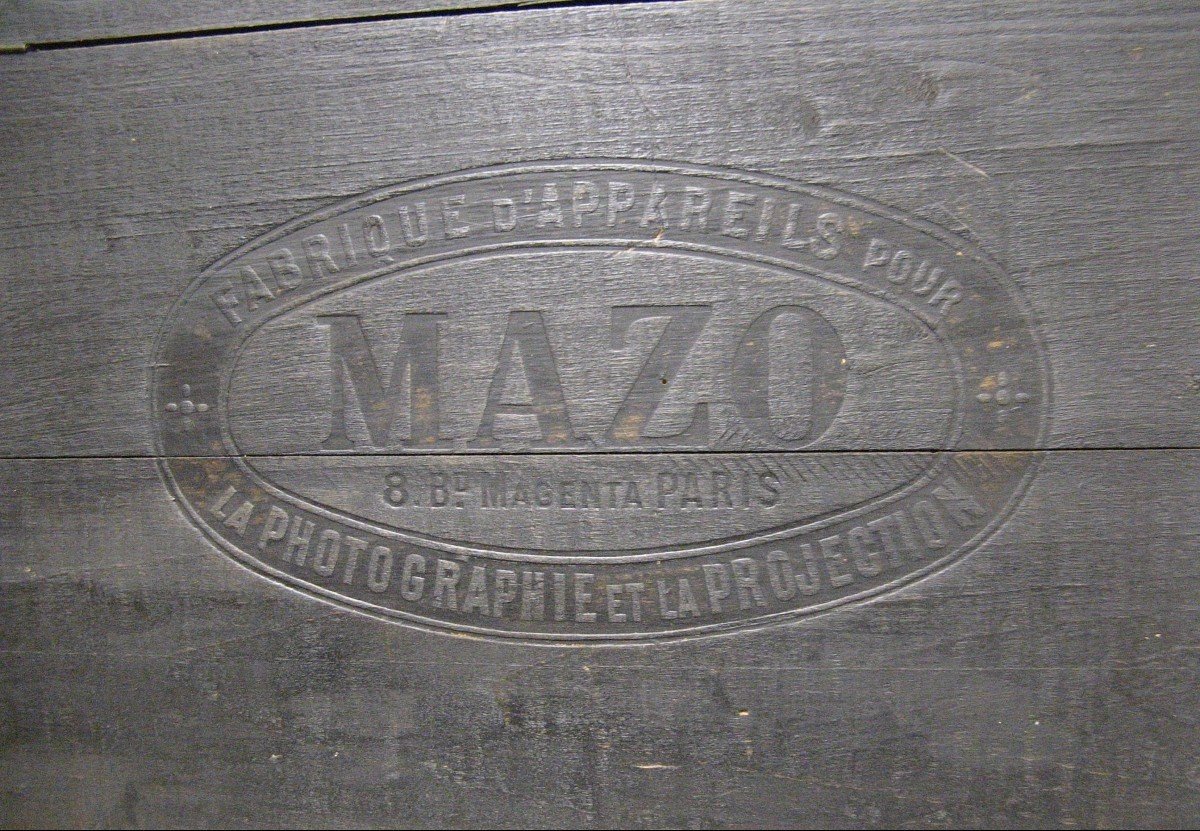 FABRIQUE D'APPAREILS POUR
MAZO
8. BD MAGENTA PARIS
LA PHOTOGRAPHIE ET LA PROJECTION